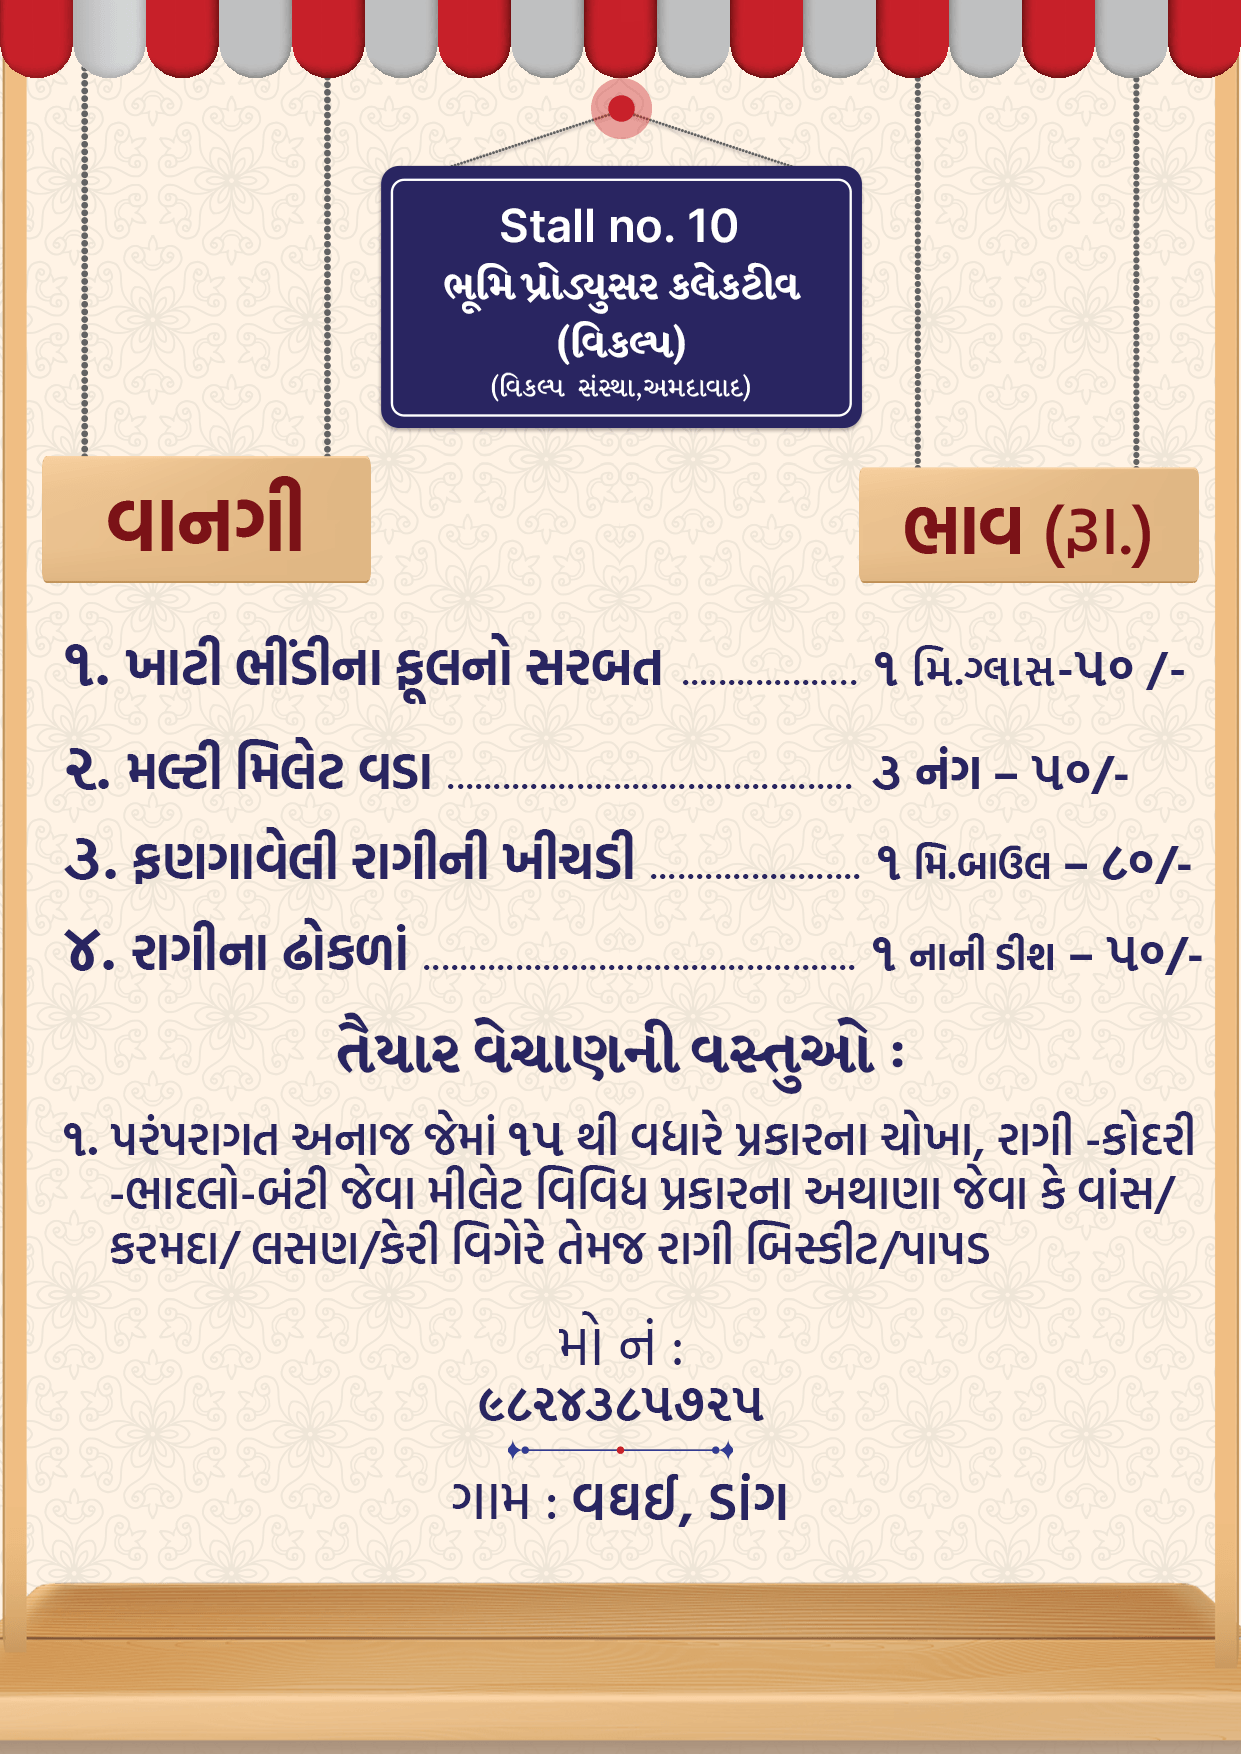 Stall no. 10
ભૂમિ પ્રોડ્યુસર કલેકટીવ
(વિકલ્પ)
(વિકલ્પ સંસ્થા,અમદાવાદ)
વાનગી
ભાવ (રૂા.)
૧. ખાટી ભીંડીના ફૂલનો સરબત .................. ૧ મિ.ગ્લાસ-૫૦ /-
૨. મલ્ટી મિલેટ વડા ............................................ ૩ નંગ – ૫૦/-
૩. ફણગાવેલી રાગીની ખીચડી ....................... ૧ મિ.બાઉલ – ૮૦/-
૪. રાગીના ઢોકળાં ............................................... ૧ નાની ડીશ – ૫૦/-
તૈયાર વેચાણની વસ્તુઓ :
૧. પરંપરાગત અનાજ જેમાં ૧૫ થી વધારે પ્રકારના ચોખા, રાગી -કોદરી
-ભાદલો-બંટી જેવા મીલેટ વિવિધ પ્રકારના અથાણા જેવા કે વાંસ/
કરમદા/ લસણ/કેરી વિગેરે તેમજ રાગી બિસ્કીટ/પાપડ
મો નં :
૯૮૨૪૩૮૫૭૨૫
ગામ : વઘઈ, ડાંગ